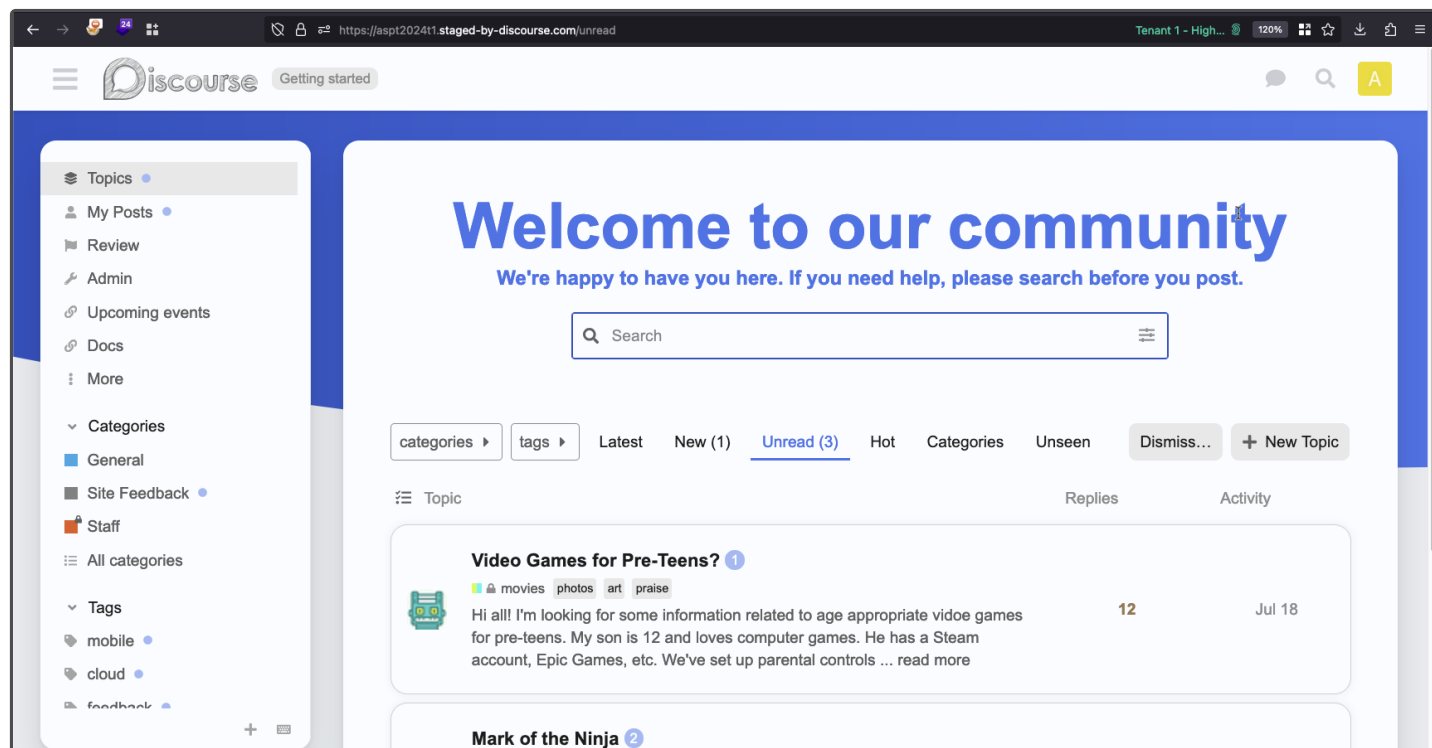 24
https://aspt2024t1.staged-by-discourse.com/unread
Tenant 1 - High...
120%
Discourse
Getting started
A
Topics
My Posts
Review
Admin
Upcoming events
Docs
More
Categories
General
Site Feedback
Staff
All categories
Tags
mobile
cloud
feedback
Welcome to our community
We're happy to have you here. If you need help, please search before you post.
Search
categories tags Latest New (1) Unread (3) Hot Categories Unseen Dismiss... + New Topic
Topic Replies Activity
Video Games for Pre-Teens? 1
movies photos art praise
Hi all! I'm looking for some information related to age appropriate vidoe games
for pre-teens. My son is 12 and loves computer games. He has a Steam
account, Epic Games, etc. We've set up parental controls ... read more
12 Jul 18
Mark of the Ninja 2